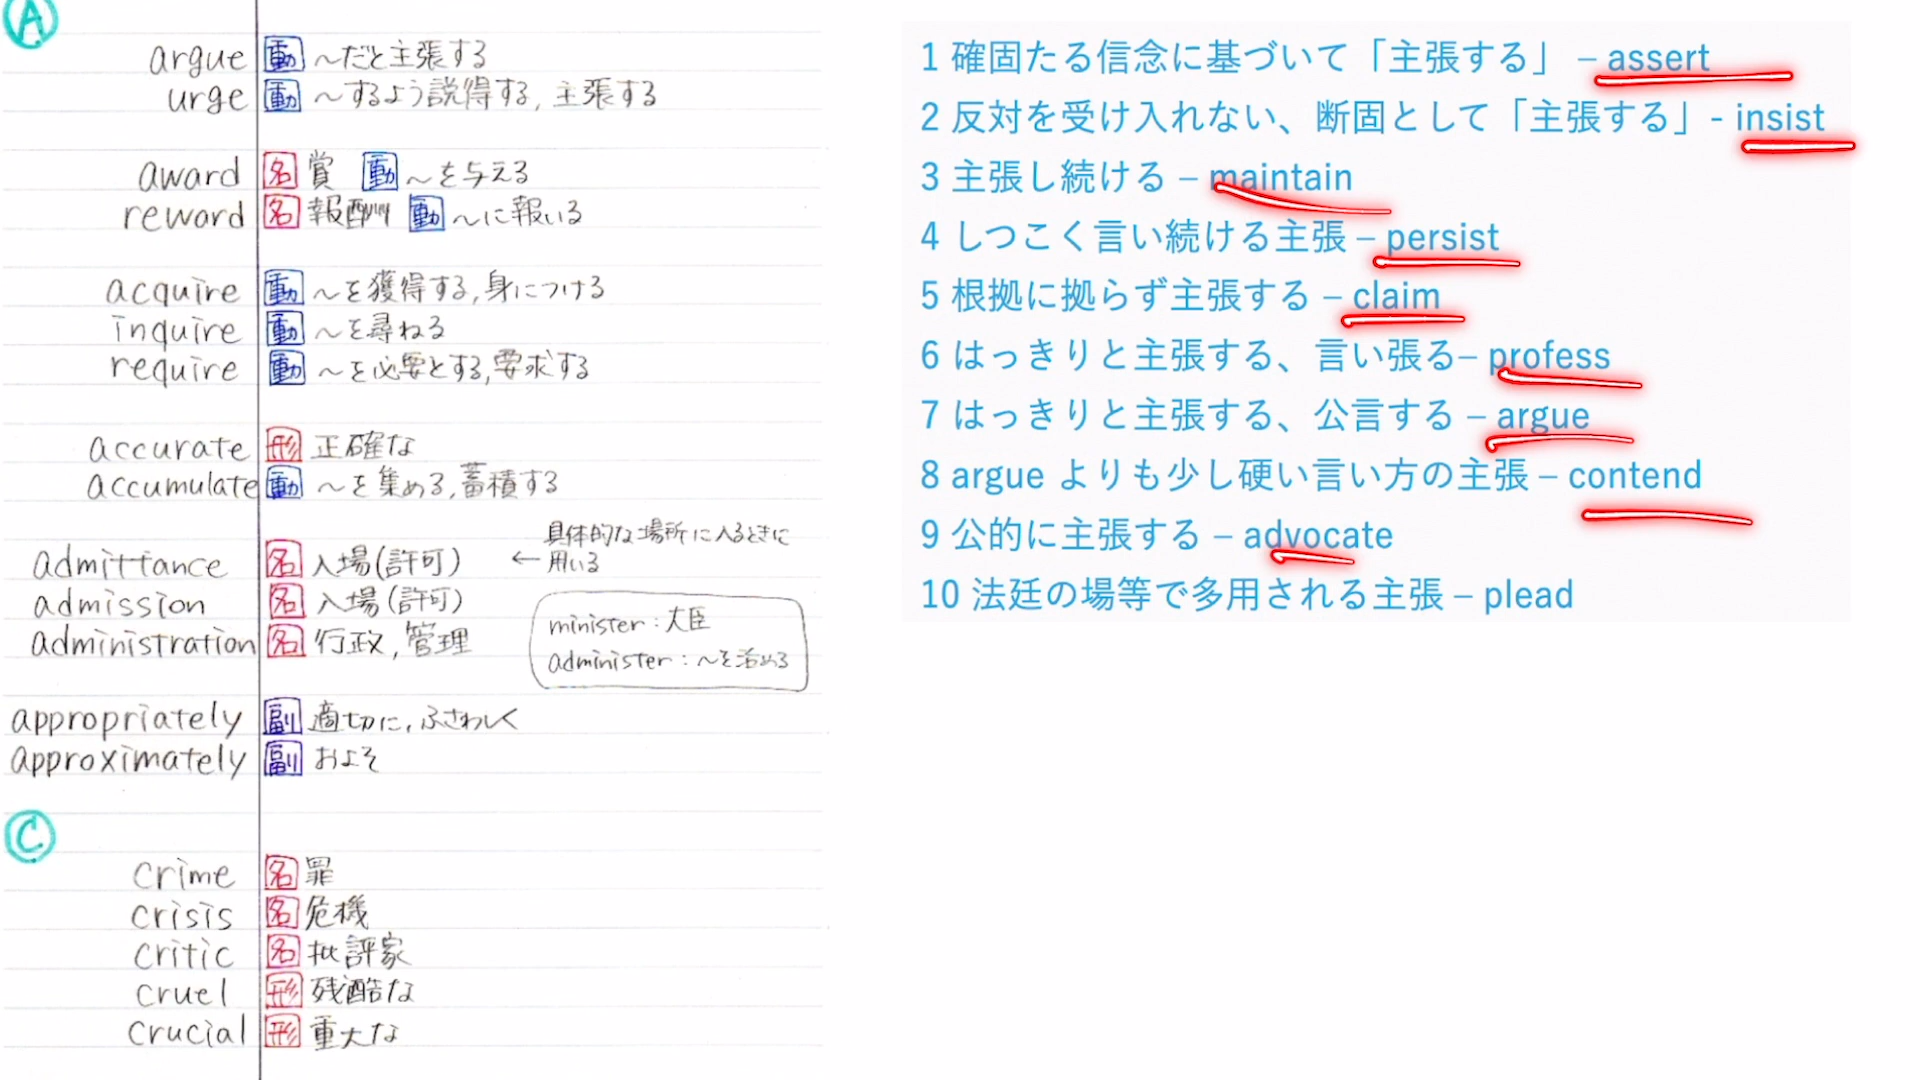 A
argue 動 ～だと主張する
urge 動 ～するよう説得する, 主張する
award 名 賞 動 ～を与える
reward 名 報酬 動 ～に報いる
acquire 動 ～を獲得する, 身につける
inquire 動 ～を尋ねる
require 動 ～を必要とする, 要求する
accurate 形 正確な
accumulate 動 ～を集める, 蓄積する
admittance 名 入場(許可) ← 具体的な場所に入るときに
用いる
admission 名 入場(許可)
administration 名 行政, 管理
minister : 大臣
administer : ～を治める
appropriately 副 適切に, ふさわしく
approximately 副 およそ
C
crime 名 罪
crisis 名 危機
critic 名 批評家
cruel 形 残酷な
crucial 形 重大な
1 確固たる信念に基づいて「主張する」 – assert
2 反対を受け入れない、断固として「主張する」- insist
3 主張し続ける – maintain
4 しつこく言い続ける主張 – persist
5 根拠に拠らず主張する – claim
6 はっきりと主張する、言い張る– profess
7 はっきりと主張する、公言する – argue
8 argue よりも少し硬い言い方の主張 – contend
9 公的に主張する – advocate
10 法廷の場等で多用される主張 – plead